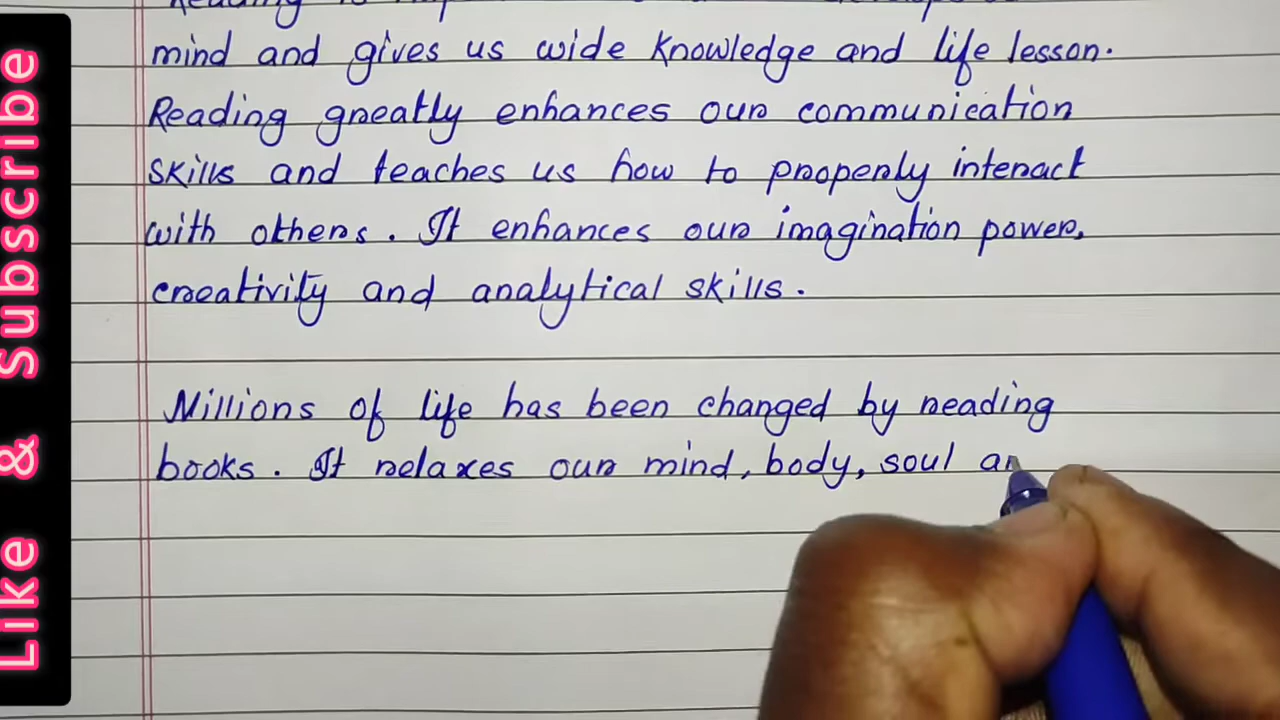 mind and gives us wide knowledge and life lesson.
Reading greatly enhances our communication
skills and teaches us how to properly interact
with others. It enhances our imagination power,
creativity and analytical skills.
Millions of life has been changed by reading
books. It relaxes our mind, body, soul an
Like & Subscribe